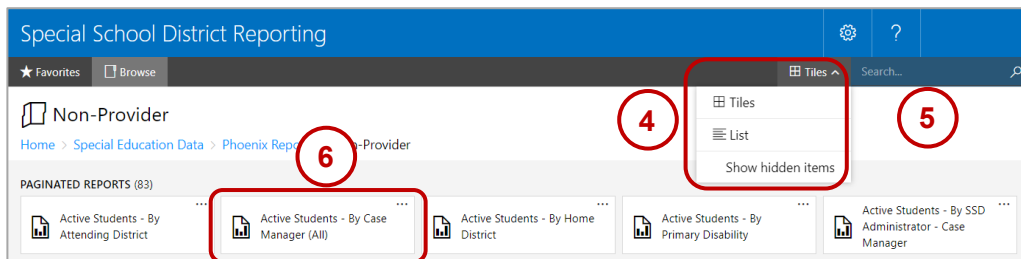 Special School District Reporting
?
Favorites Browse Tiles Search...
Tiles
4
5
List
Show hidden items
Non-Provider
Home > Special Education Data > Phoenix Repo n-Provider
6
PAGINATED REPORTS (83)
Active Students - By
Attending District
...
Active Students - By Case
Manager (All)
...
Active Students - By Home
District
...
Active Students - By
Primary Disability
...
Active Students - By SSD
Administrator - Case
Manager
...